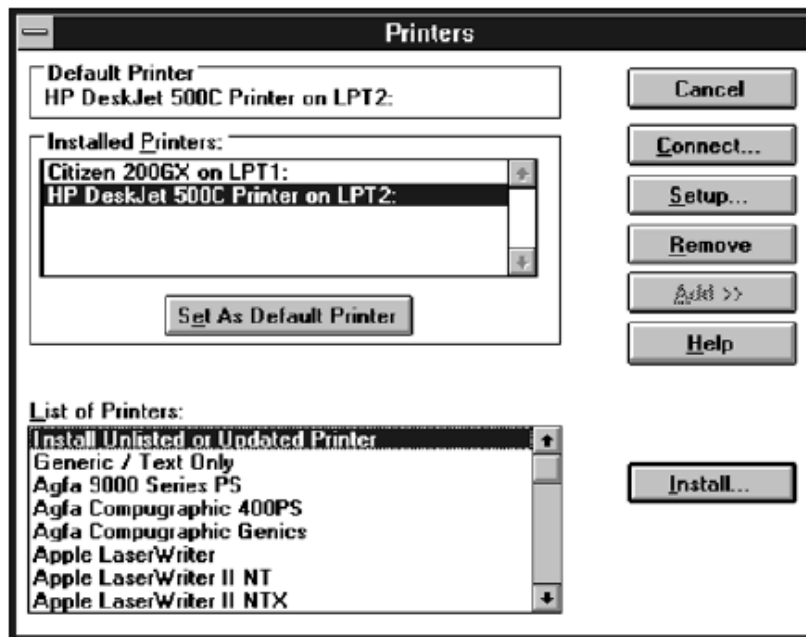 Printers
Default Printer
HP DeskJet 500C Printer on LPT2:
Cancel
Installed Printers:
Citizen 200GX on LPT1:
HP DeskJet 500C Printer on LPT2:
Connect...
Setup...
Remove
Add >>
Set As Default Printer
Help
List of Printers:
Install Unlisted or Updated Printer
Generic / Text Only
Agfa 9000 Series PS
Agfa Compugraphic 400PS
Agfa Compugraphic Genics
Apple LaserWriter
Apple LaserWriter II NT
Apple LaserWriter II NTX
Install...